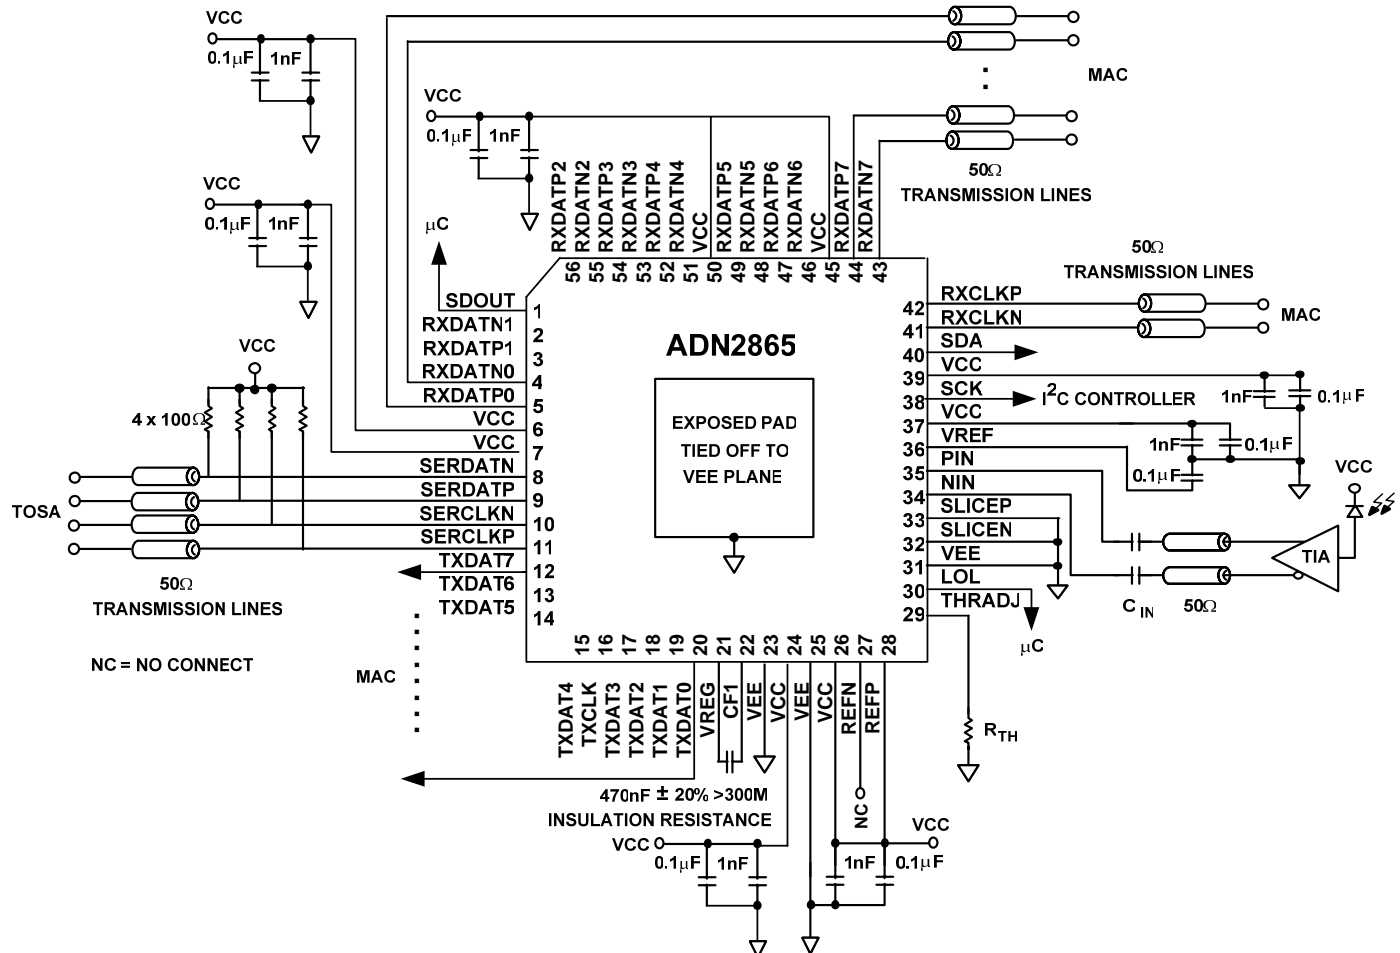 VCC
0.1μF 1nF
MAC
50Ω
TRANSMISSION LINES
VCC
0.1μF 1nF
VCC
0.1μF 1nF
μC
RXDATP2
RXDATN2
RXDATP3
RXDATN3
RXDATP4
RXDATN4
VCC
RXDATP5
RXDATN5
RXDATP6
RXDATN6
VCC
RXDATP7
RXDATN7
56 55 54 53 52 51 50 49 48 47 46 45 44 43
50Ω
TRANSMISSION LINES
MAC
SDOUT 1
RXDATN1 2
RXDATP1 3
RXDATN0 4
RXDATP0 5
VCC 6
VCC 7
SERDATN 8
SERDATP 9
SERCLKN 10
SERCLKP 11
TXDAT7 12
TXDAT6 13
TXDAT5 14
ADN2865
EXPOSED PAD
TIED OFF TO
VEE PLANE
42 RXCLKP
41 RXCLKN
40 SDA
39 VCC
38 SCK
37 VCC
36 VREF
35 PIN
34 NIN
33 SLICEP
32 SLICEN
31 VEE
30 LOL
29 THRADJ
I2C CONTROLLER
1nF 0.1μF
1nF 0.1μF
0.1μF
VCC
TIA
CIN 50Ω
μC
RTH
VCC
4 x 100Ω
TOSA
50Ω
TRANSMISSION LINES
NC = NO CONNECT
MAC
15 16 17 18 19 20 21 22 23 24 25 26 27 28
TXDAT4
TXCLK
TXDAT3
TXDAT2
TXDAT1
TXDAT0
VREG
CF1
VEE
VCC
VEE
VCC
REFN
REFP
470nF ± 20% >300M
INSULATION RESISTANCE
NC
VCC
0.1μF 1nF
VCC
1nF 0.1μF